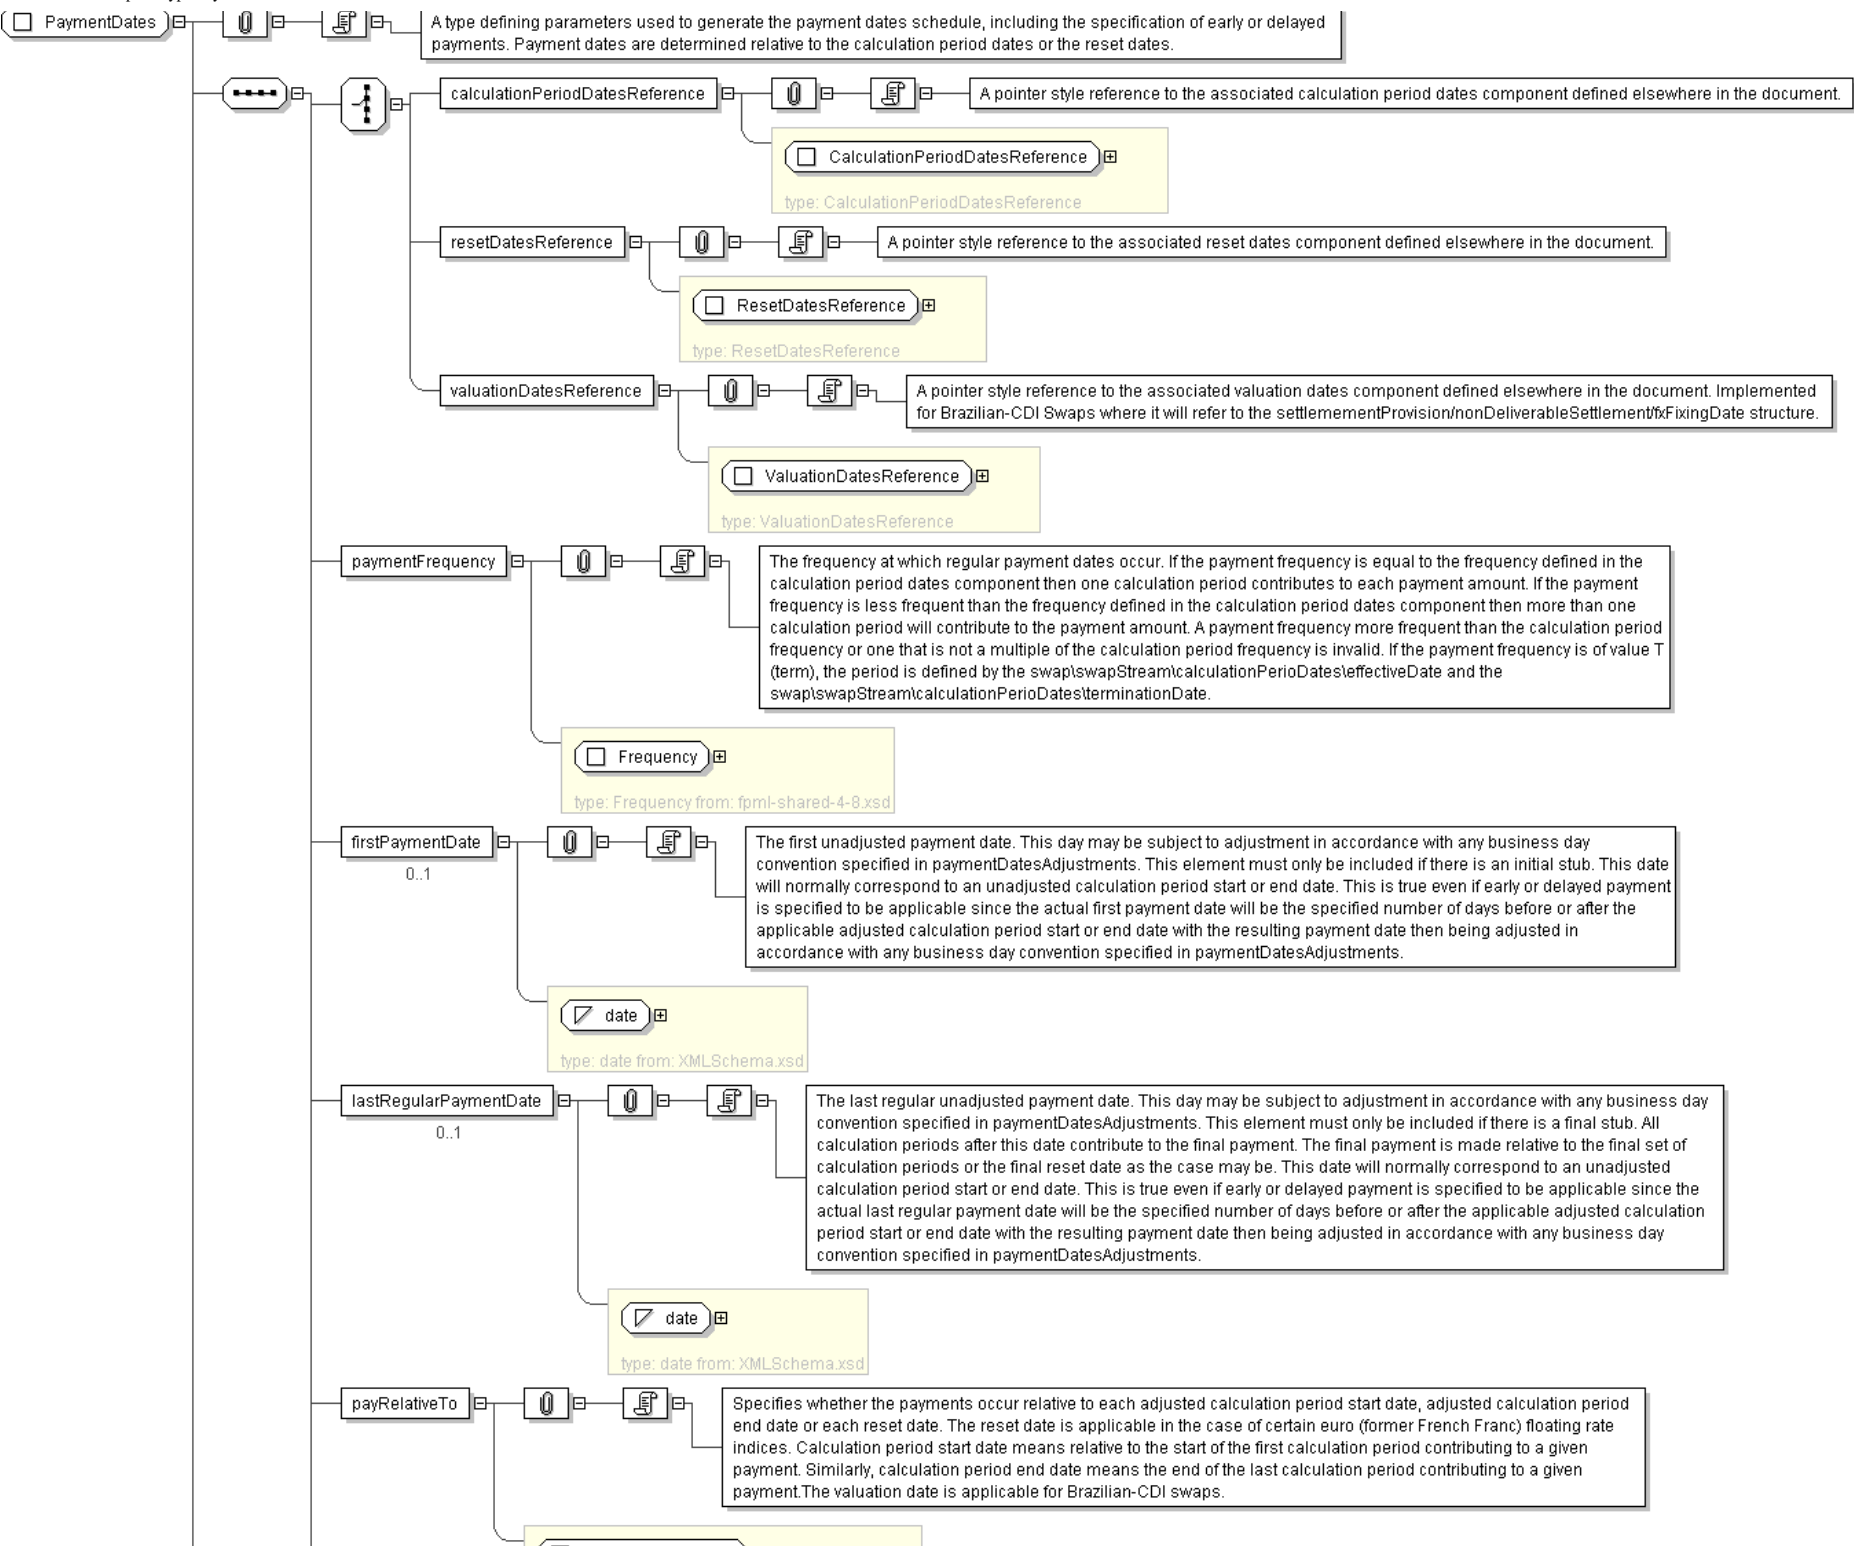 PaymentDates
A type defining parameters used to generate the payment dates schedule, including the specification of early or delayed
payments. Payment dates are determined relative to the calculation period dates or the reset dates.
calculationPeriodDatesReference
A pointer style reference to the associated calculation period dates component defined elsewhere in the document.
CalculationPeriodDatesReference
type: CalculationPeriodDatesReference
resetDatesReference
A pointer style reference to the associated reset dates component defined elsewhere in the document.
ResetDatesReference
type: ResetDatesReference
valuationDatesReference
A pointer style reference to the associated valuation dates component defined elsewhere in the document. Implemented
for Brazilian-CDI Swaps where it will refer to the settlemementProvision/nonDeliverableSettlement/fxFixingDate structure.
ValuationDatesReference
type: ValuationDatesReference
paymentFrequency
The frequency at which regular payment dates occur. If the payment frequency is equal to the frequency defined in the
calculation period dates component then one calculation period contributes to each payment amount. If the payment
frequency is less frequent than the frequency defined in the calculation period dates component then more than one
calculation period will contribute to the payment amount. A payment frequency more frequent than the calculation period
frequency or one that is not a multiple of the calculation period frequency is invalid. If the payment frequency is of value T
(term), the period is defined by the swap\swapStream\calculationPerioDates\effectiveDate and the
swap\swapStream\calculationPerioDates\terminationDate.
Frequency
type: Frequency from: fpml-shared-4-8.xsd
firstPaymentDate
0..1
The first unadjusted payment date. This day may be subject to adjustment in accordance with any business day
convention specified in paymentDatesAdjustments. This element must only be included if there is an initial stub. This date
will normally correspond to an unadjusted calculation period start or end date. This is true even if early or delayed payment
is specified to be applicable since the actual first payment date will be the specified number of days before or after the
applicable adjusted calculation period start or end date with the resulting payment date then being adjusted in
accordance with any business day convention specified in paymentDatesAdjustments.
date
type: date from: XMLSchema.xsd
lastRegularPaymentDate
0..1
The last regular unadjusted payment date. This day may be subject to adjustment in accordance with any business day
convention specified in paymentDatesAdjustments. This element must only be included if there is a final stub. All
calculation periods after this date contribute to the final payment. The final payment is made relative to the final set of
calculation periods or the final reset date as the case may be. This date will normally correspond to an unadjusted
calculation period start or end date. This is true even if early or delayed payment is specified to be applicable since the
actual last regular payment date will be the specified number of days before or after the applicable adjusted calculation
period start or end date with the resulting payment date then being adjusted in accordance with any business day
convention specified in paymentDatesAdjustments.
date
type: date from: XMLSchema.xsd
payRelativeTo
Specifies whether the payments occur relative to each adjusted calculation period start date, adjusted calculation period
end date or each reset date. The reset date is applicable in the case of certain euro (former French Franc) floating rate
indices. Calculation period start date means relative to the start of the first calculation period contributing to a given
payment. Similarly, calculation period end date means the end of the last calculation period contributing to a given
payment.The valuation date is applicable for Brazilian-CDI swaps.